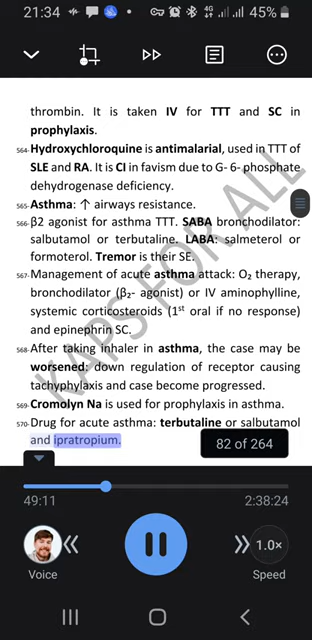 21:34
4G
45%
thrombin. It is taken IV for TTT and SC in
prophylaxis.
564- Hydroxychloroquine is antimalarial, used in TTT of
SLE and RA. It is CI in favism due to G- 6- phosphate
dehydrogenase deficiency.
565- Asthma: ↑ airways resistance.
566- β2 agonist for asthma TTT. SABA bronchodilator:
salbutamol or terbutaline. LABA: salmeterol or
formoterol. Tremor is their SE.
567- Management of acute asthma attack: O₂ therapy,
bronchodilator (β₂- agonist) or IV aminophylline,
systemic corticosteroids (1st oral if no response)
and epinephrin SC.
568- After taking inhaler in asthma, the case may be
worsened: down regulation of receptor causing
tachyphylaxis and case become progressed.
569- Cromolyn Na is used for prophylaxis in asthma.
570- Drug for acute asthma: terbutaline or salbutamol
and ipratropium.
KAPS FOR ALL
82 of 264
49:11
2:38:24
1.0×
Voice
Speed